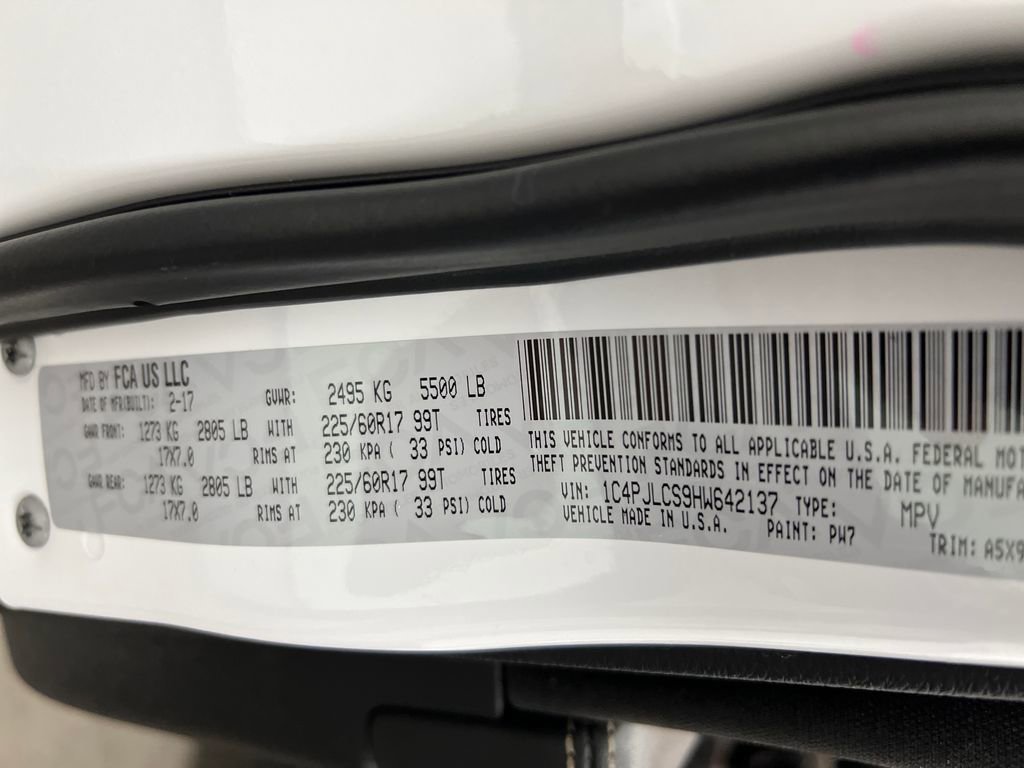 MFD BY FCA US LLC
DATE OF MFR(BUILT): 2-17 GVWR: 2495 KG 5500 LB
GAWR FRONT: 1273 KG 2805 LB WITH 225/60R17 99T TIRES
17X7.0 RIMS AT 230 KPA ( 33 PSI) COLD
GAWR REAR: 1273 KG 2805 LB WITH 225/60R17 99T TIRES
17X7.0 RIMS AT 230 KPA ( 33 PSI) COLD
THIS VEHICLE CONFORMS TO ALL APPLICABLE U.S.A. FEDERAL MOT
THEFT PREVENTION STANDARDS IN EFFECT ON THE DATE OF MANUFA
VIN: 1C4PJLCS9HW642137 TYPE: MPV
VEHICLE MADE IN U.S.A. PAINT: PW7 TRIM: A5X9